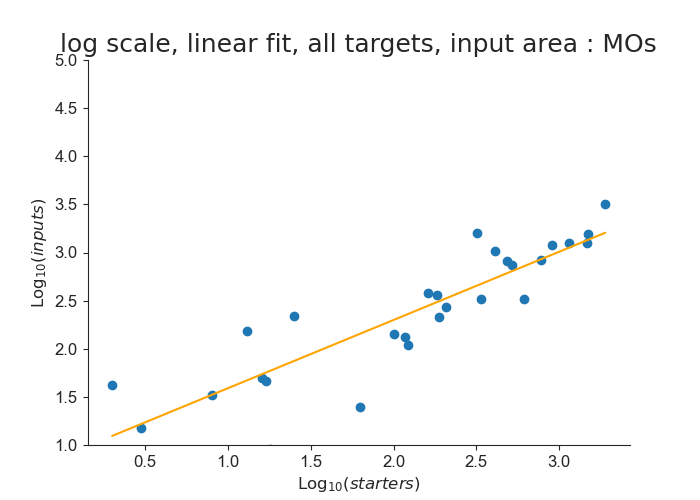 log scale, linear fit, all targets, input area : MOs
5.0
4.5
4.0
3.5
3.0
2.5
2.0
1.5
1.0
Log₁₀(inputs)
0.5 1.0 1.5 2.0 2.5 3.0
Log₁₀(starters)